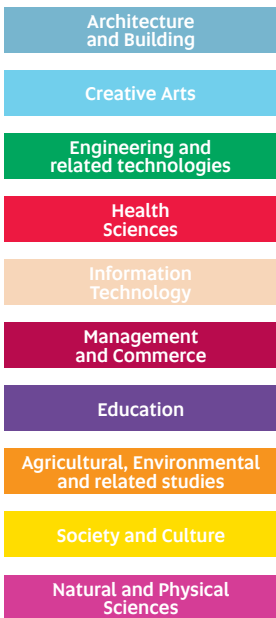 Architecture
and Building
Creative Arts
Engineering and
related technologies
Health
Sciences
Information
Technology
Management
and Commerce
Education
Agricultural, Environmental
and related studies
Society and Culture
Natural and Physical
Sciences